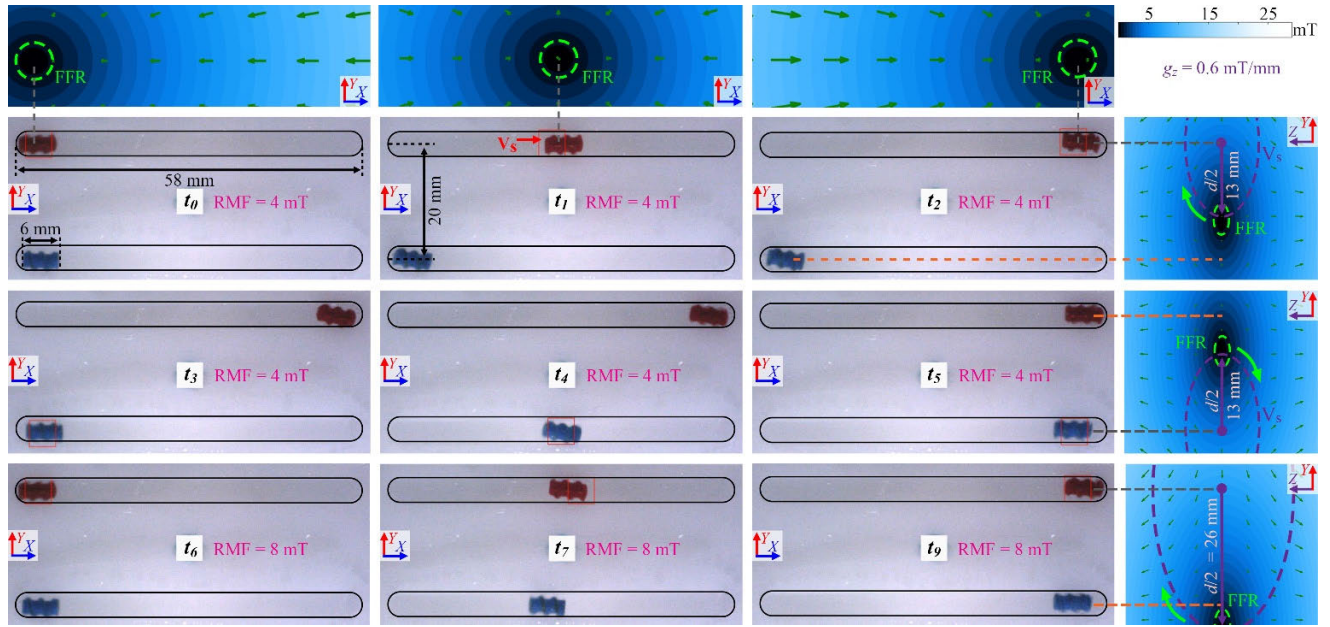 FFR
Y
X
FFR
Y
X
FFR
Y
X
5 15 25 mT
g_z = 0.6 mT/mm
58 mm
Y
X
t_0 RMF = 4 mT
6 mm
V_s
20 mm
Y
X
t_1 RMF = 4 mT
Y
X
t_2 RMF = 4 mT
Y
Z
V_s
d/2
13 mm
FFR
Y
X
t_3 RMF = 4 mT
Y
X
t_4 RMF = 4 mT
Y
X
t_5 RMF = 4 mT
Y
Z
FFR
d/2
13 mm
V_s
Y
X
t_6 RMF = 8 mT
Y
X
t_7 RMF = 8 mT
Y
X
t_9 RMF = 8 mT
Y
Z
d/2 = 26 mm
FFR